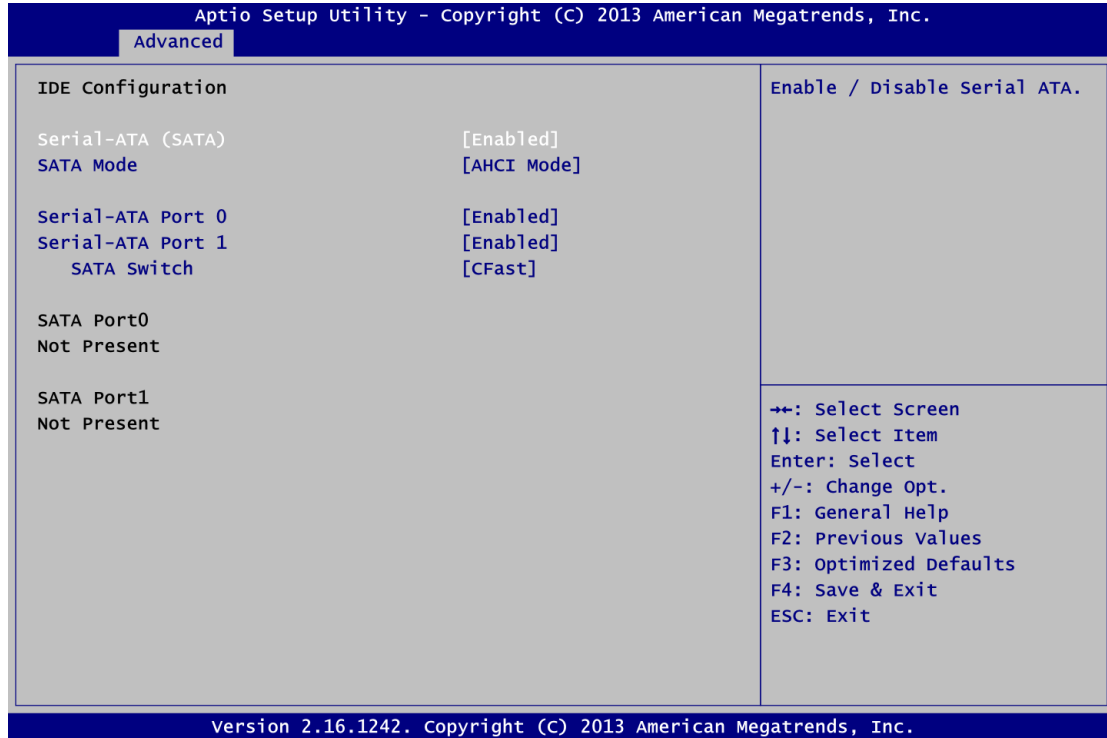 Aptio Setup Utility - Copyright (C) 2013 American Megatrends, Inc.
Advanced
IDE Configuration
Serial-ATA (SATA) [Enabled]
SATA Mode [AHCI Mode]
Serial-ATA Port 0 [Enabled]
Serial-ATA Port 1 [Enabled]
SATA Switch [CFast]
SATA Port0
Not Present
SATA Port1
Not Present
Enable / Disable Serial ATA.
→←: Select Screen
↑↓: Select Item
Enter: Select
+/-: Change Opt.
F1: General Help
F2: Previous Values
F3: Optimized Defaults
F4: Save & Exit
ESC: Exit
Version 2.16.1242. Copyright (C) 2013 American Megatrends, Inc.